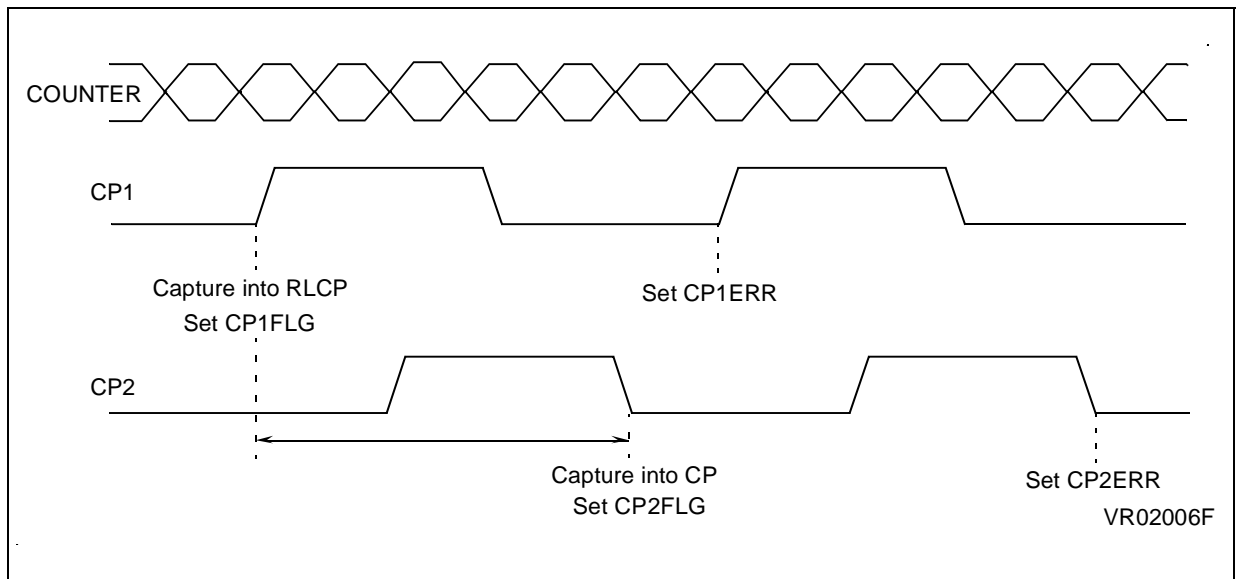 COUNTER
CP1
Capture into RLCP
Set CP1FLG
Set CP1ERR
CP2
Capture into CP
Set CP2FLG
Set CP2ERR
VR02006F